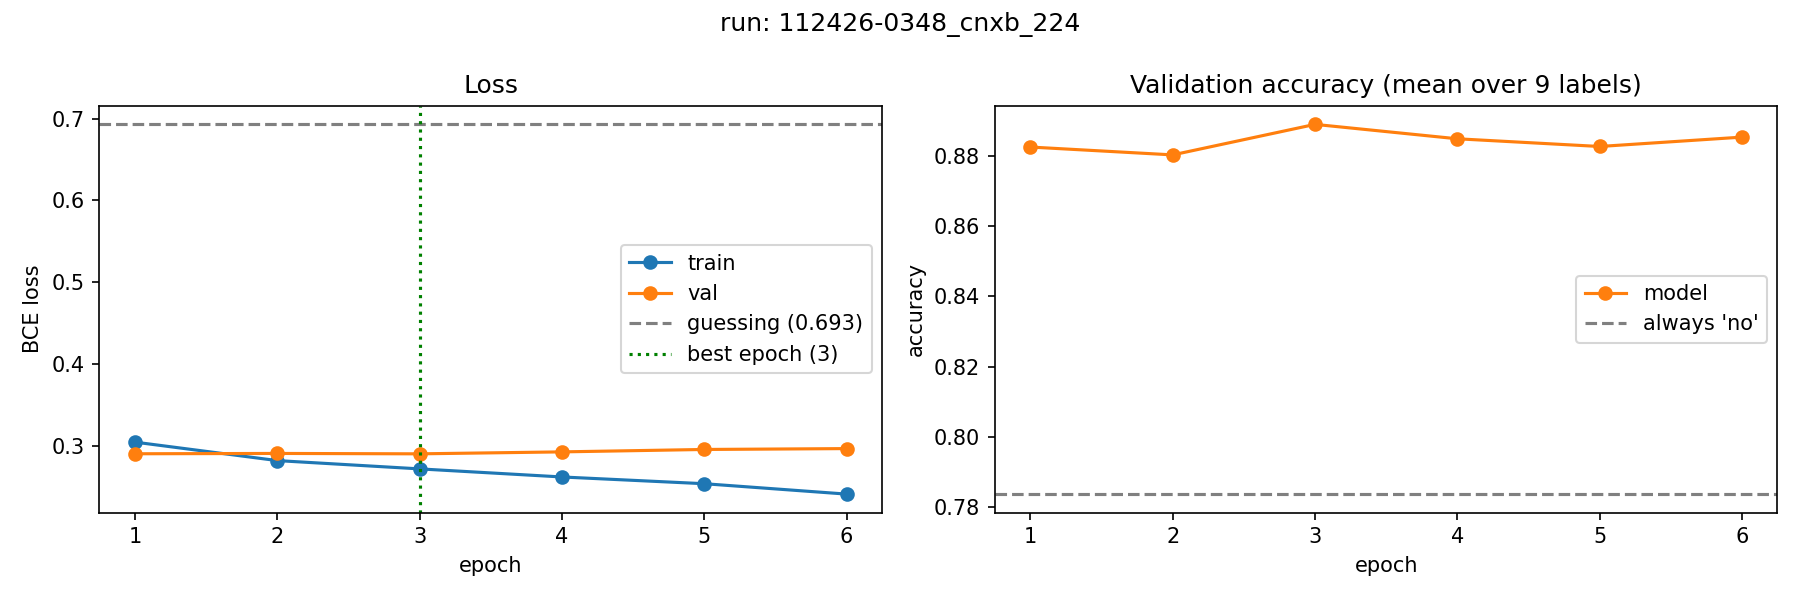 run: 112426-0348_cnxb_224
Loss
0.7
0.6
0.5
0.4
0.3
BCE loss
train
val
guessing (0.693)
best epoch (3)
1 2 3 4 5 6
epoch
Validation accuracy (mean over 9 labels)
0.88
0.86
0.84
0.82
0.80
0.78
accuracy
model
always 'no'
1 2 3 4 5 6
epoch